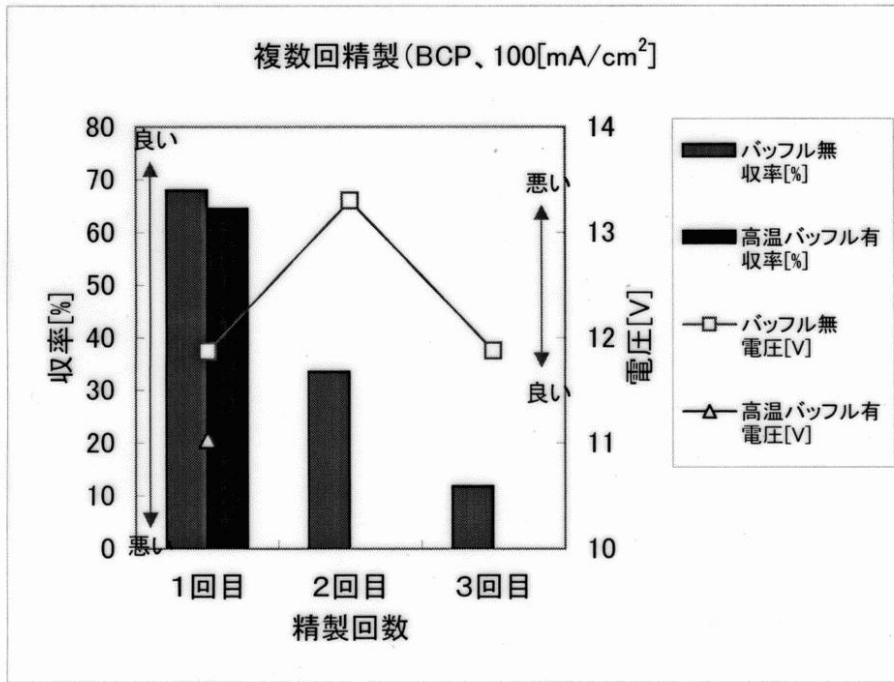 複数回精製(BCP、100[mA/cm²]
80
70
60
50
40
30
20
10
0
収率[%]
良い
悪い
14
13
12
11
10
電圧[V]
悪い
良い
1回目
2回目
3回目
精製回数
バッフル無
収率[%]
高温バッフル有
収率[%]
バッフル無
電圧[V]
高温バッフル有
電圧[V]